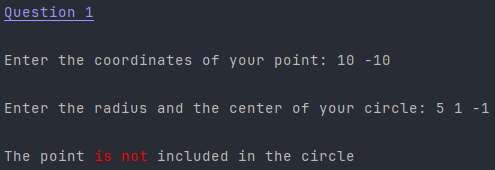 Question 1
Enter the coordinates of your point: 10 -10
Enter the radius and the center of your circle: 5 1 -1
The point is not included in the circle